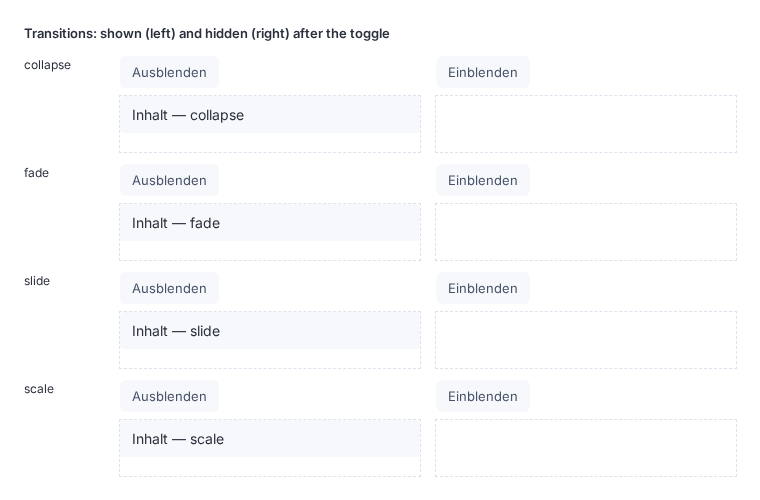 Transitions: shown (left) and hidden (right) after the toggle
collapse
Ausblenden
Einblenden
Inhalt — collapse
fade
Ausblenden
Einblenden
Inhalt — fade
slide
Ausblenden
Einblenden
Inhalt — slide
scale
Ausblenden
Einblenden
Inhalt — scale